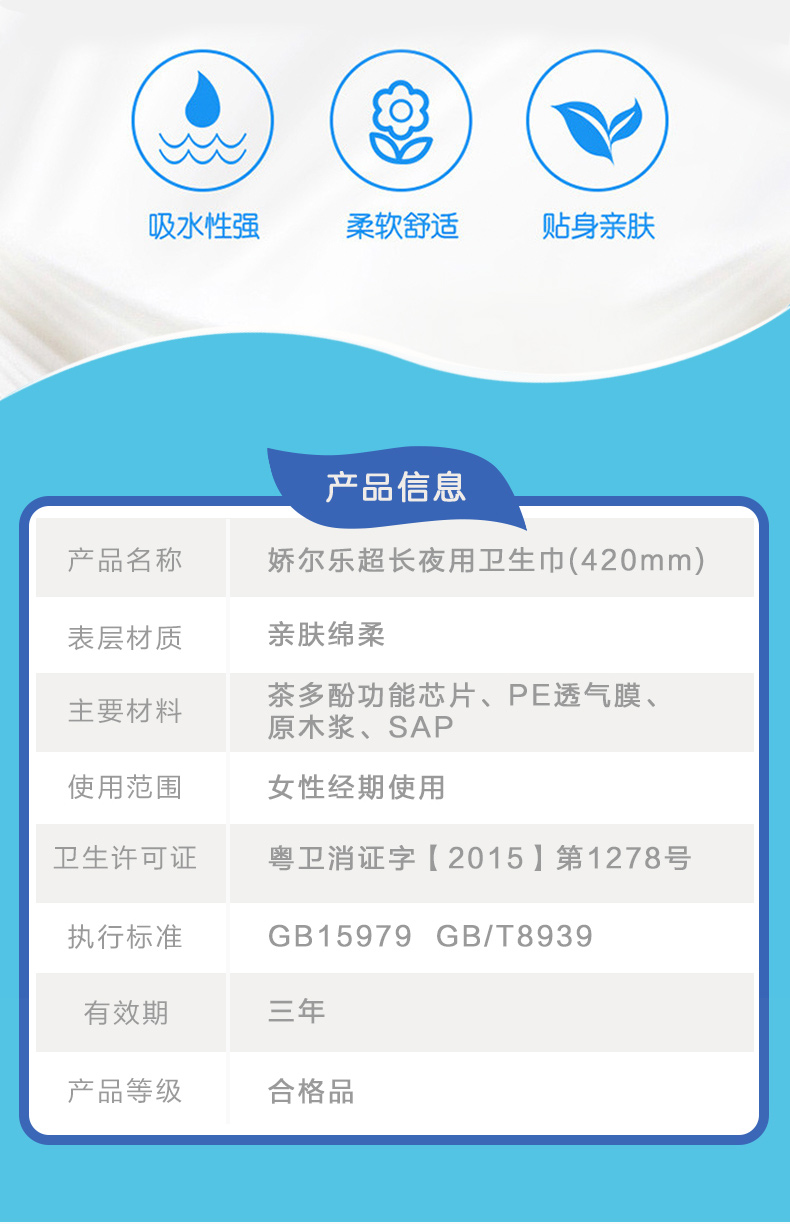 吸水性强 柔软舒适 贴身亲肤
产品信息
产品名称 娇尔乐超长夜用卫生巾(420mm)
表层材质 亲肤绵柔
主要材料 茶多酚功能芯片、PE透气膜、
原木浆、SAP
使用范围 女性经期使用
卫生许可证 粤卫消证字【2015】第1278号
执行标准 GB15979 GB/T8939
有效期 三年
产品等级 合格品